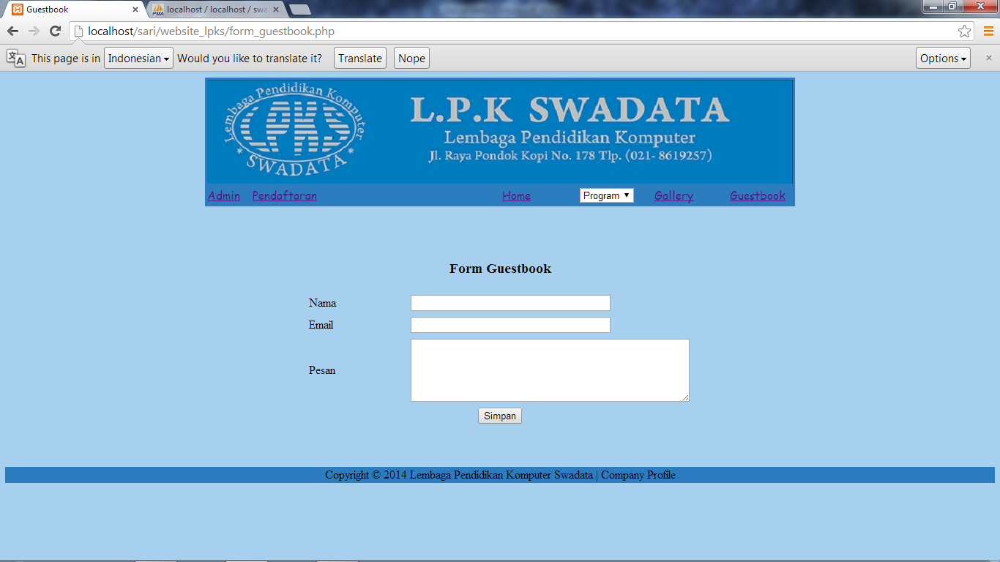 Guestbook
localhost / localhost / swa
localhost/sari/website_lpks/form_guestbook.php
This page is in Indonesian Would you like to translate it? Translate Nope Options
Lembaga Pendidikan Komputer
LPKS
* SWADATA *
L.P.K SWADATA
Lembaga Pendidikan Komputer
Jl. Raya Pondok Kopi No. 178 Tlp. (021- 8619257)
Admin Pendaftaran Home Program Gallery Guestbook
Form Guestbook
Nama
Email
Pesan
Simpan
Copyright © 2014 Lembaga Pendidikan Komputer Swadata | Company Profile